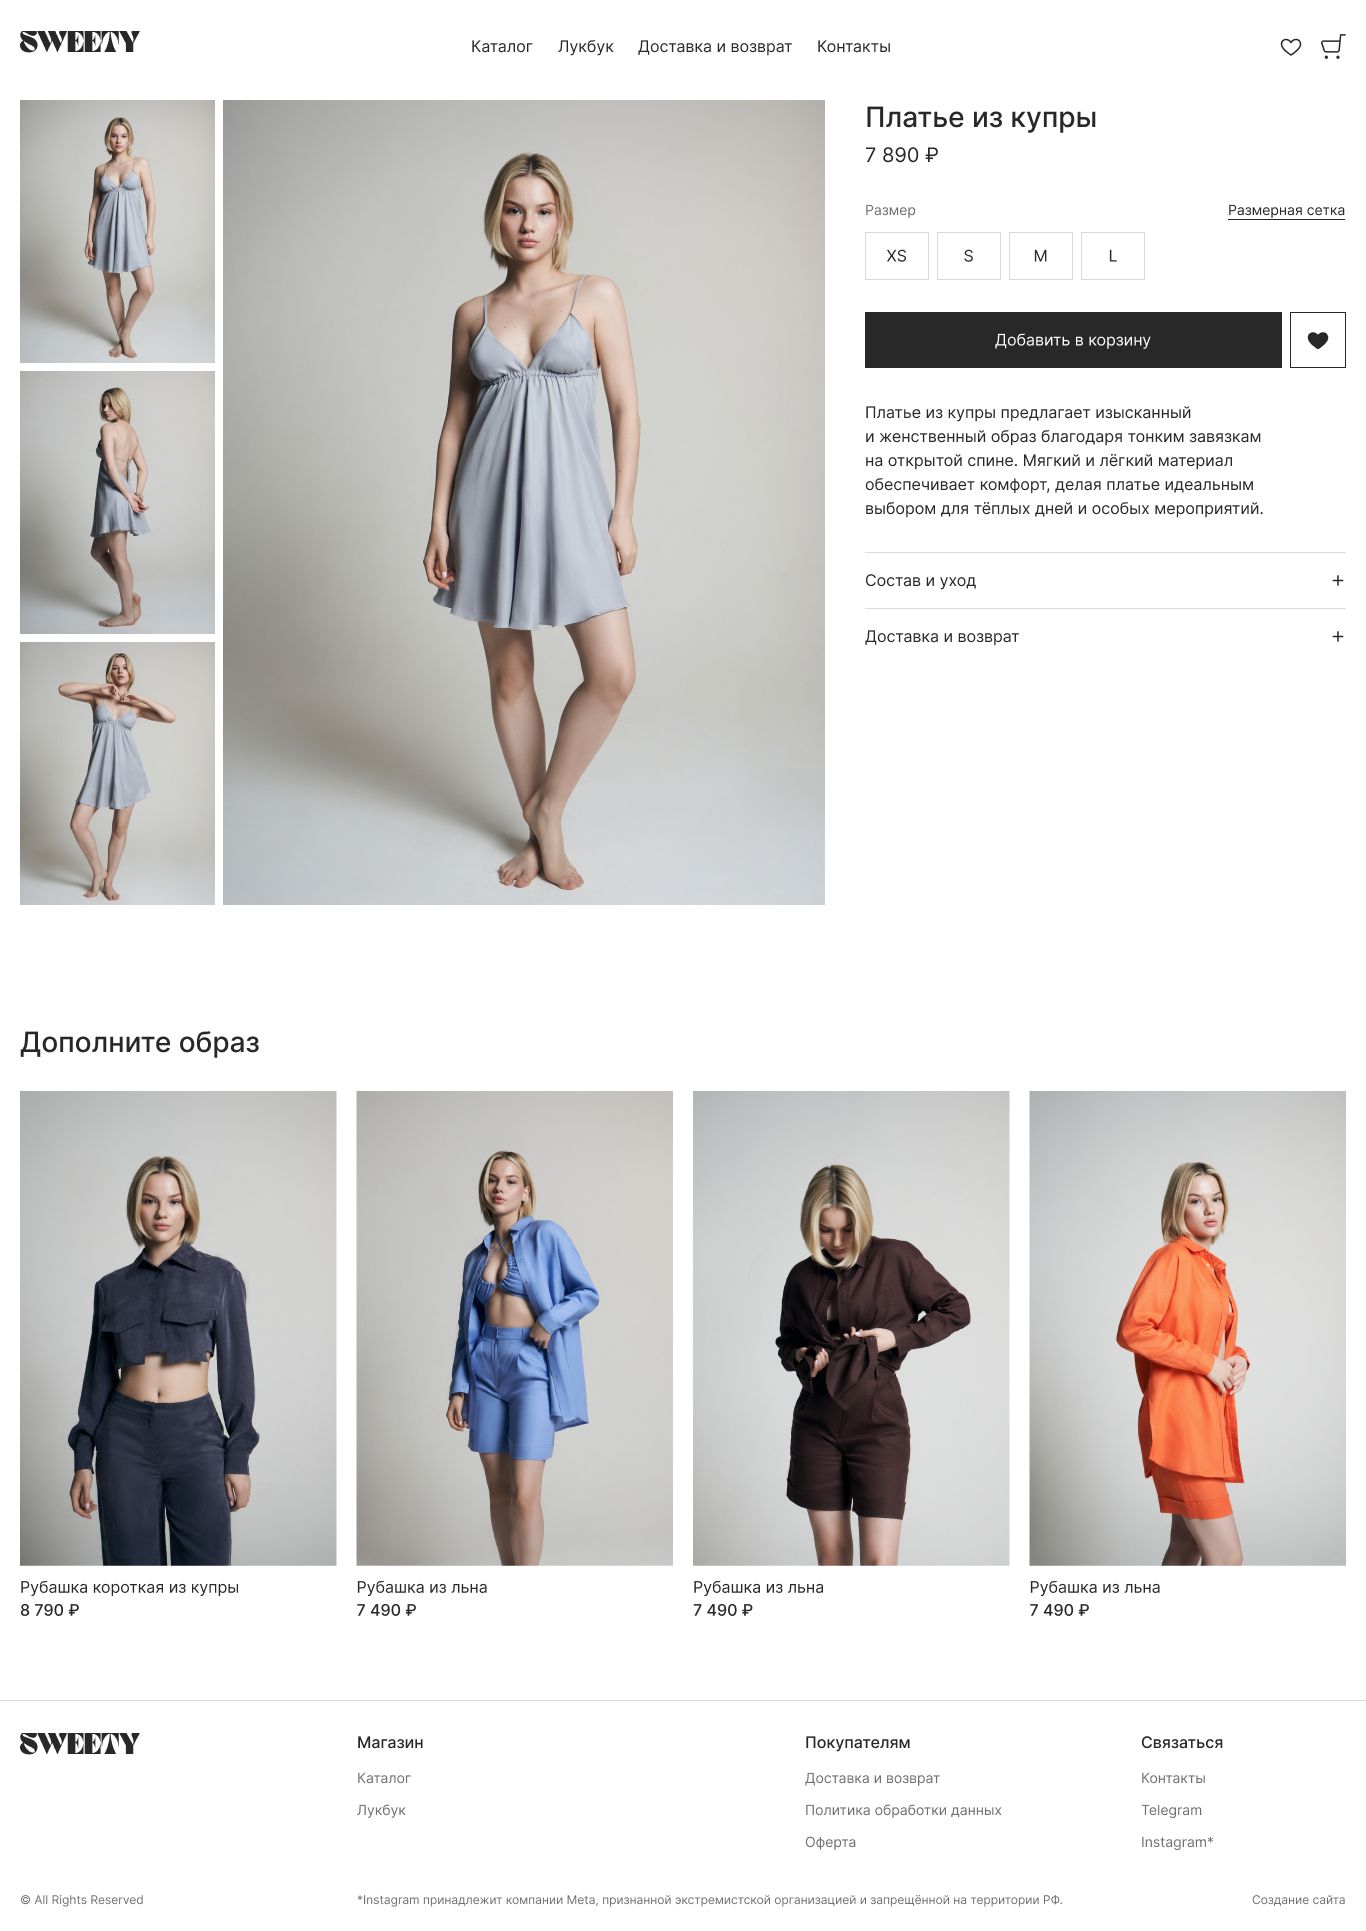 SWEETY
Каталог
Лукбук
Доставка и возврат
Контакты
Платье из купры
7 890 ₽
Размер
Размерная сетка
XS
S
M
L
Добавить в корзину
Платье из купры предлагает изысканный
и женственный образ благодаря тонким завязкам
на открытой спине. Мягкий и лёгкий материал
обеспечивает комфорт, делая платье идеальным
выбором для тёплых дней и особых мероприятий.
Состав и уход
+
Доставка и возврат
+
Дополните образ
Рубашка короткая из купры
8 790 ₽
Рубашка из льна
7 490 ₽
Рубашка из льна
7 490 ₽
Рубашка из льна
7 490 ₽
SWEETY
Магазин
Каталог
Лукбук
Покупателям
Доставка и возврат
Политика обработки данных
Оферта
Связаться
Контакты
Telegram
Instagram*
© All Rights Reserved
*Instagram принадлежит компании Meta, признанной экстремистской организацией и запрещённой на территории РФ.
Создание сайта